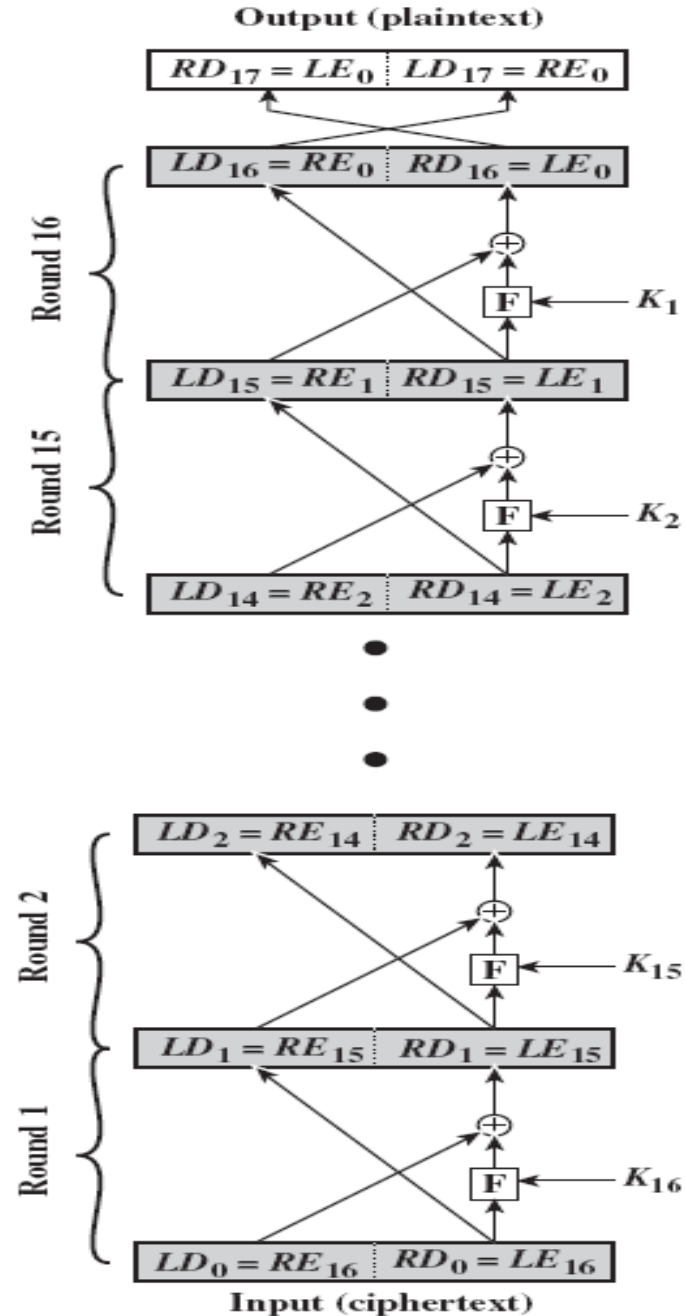 Output (plaintext)
RD₁₇ = LE₀ LD₁₇ = RE₀
LD₁₆ = RE₀ RD₁₆ = LE₀
Round 16
F K₁
LD₁₅ = RE₁ RD₁₅ = LE₁
Round 15
F K₂
LD₁₄ = RE₂ RD₁₄ = LE₂
LD₂ = RE₁₄ RD₂ = LE₁₄
Round 2
F K₁₅
LD₁ = RE₁₅ RD₁ = LE₁₅
Round 1
F K₁₆
LD₀ = RE₁₆ RD₀ = LE₁₆
Input (ciphertext)